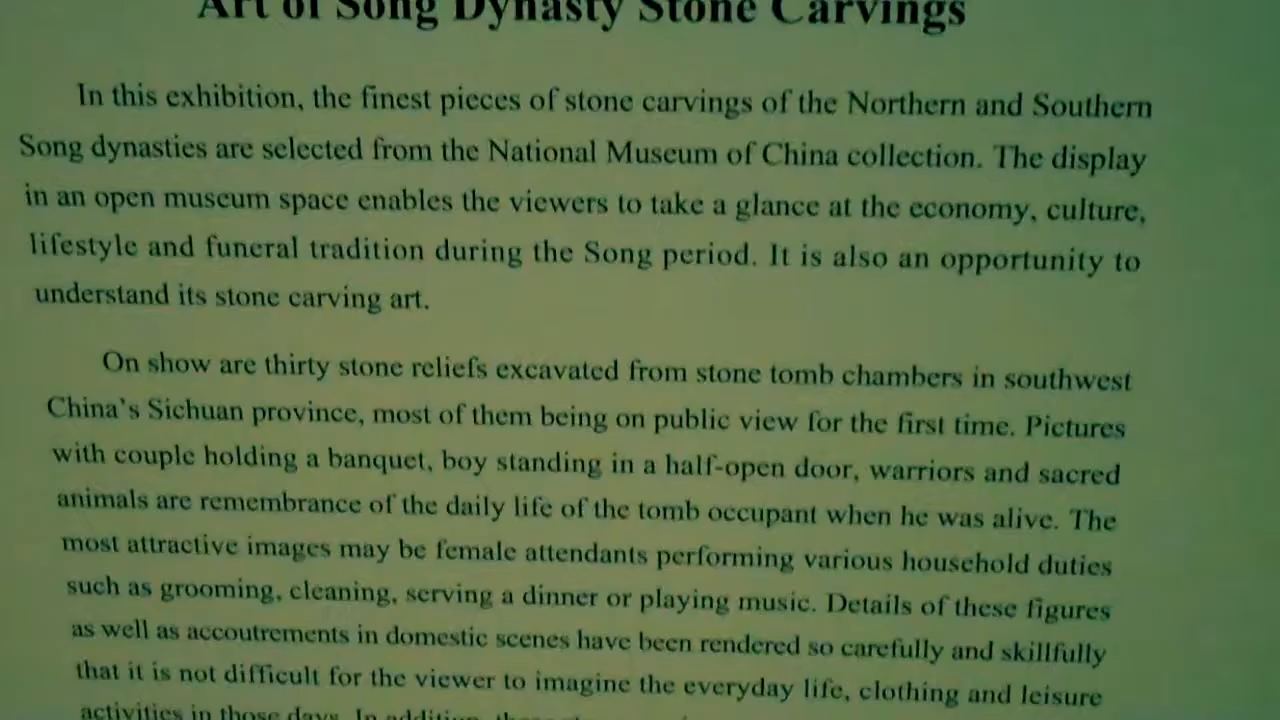 Art of Song Dynasty Stone Carvings
In this exhibition, the finest pieces of stone carvings of the Northern and Southern
Song dynasties are selected from the National Museum of China collection. The display
in an open museum space enables the viewers to take a glance at the economy, culture,
lifestyle and funeral tradition during the Song period. It is also an opportunity to
understand its stone carving art.
On show are thirty stone reliefs excavated from stone tomb chambers in southwest
China's Sichuan province, most of them being on public view for the first time. Pictures
with couple holding a banquet, boy standing in a half-open door, warriors and sacred
animals are remembrance of the daily life of the tomb occupant when he was alive. The
most attractive images may be female attendants performing various household duties
such as grooming, cleaning, serving a dinner or playing music. Details of these figures
as well as accoutrements in domestic scenes have been rendered so carefully and skillfully
that it is not difficult for the viewer to imagine the everyday life, clothing and leisure
activities in those days. In addition,